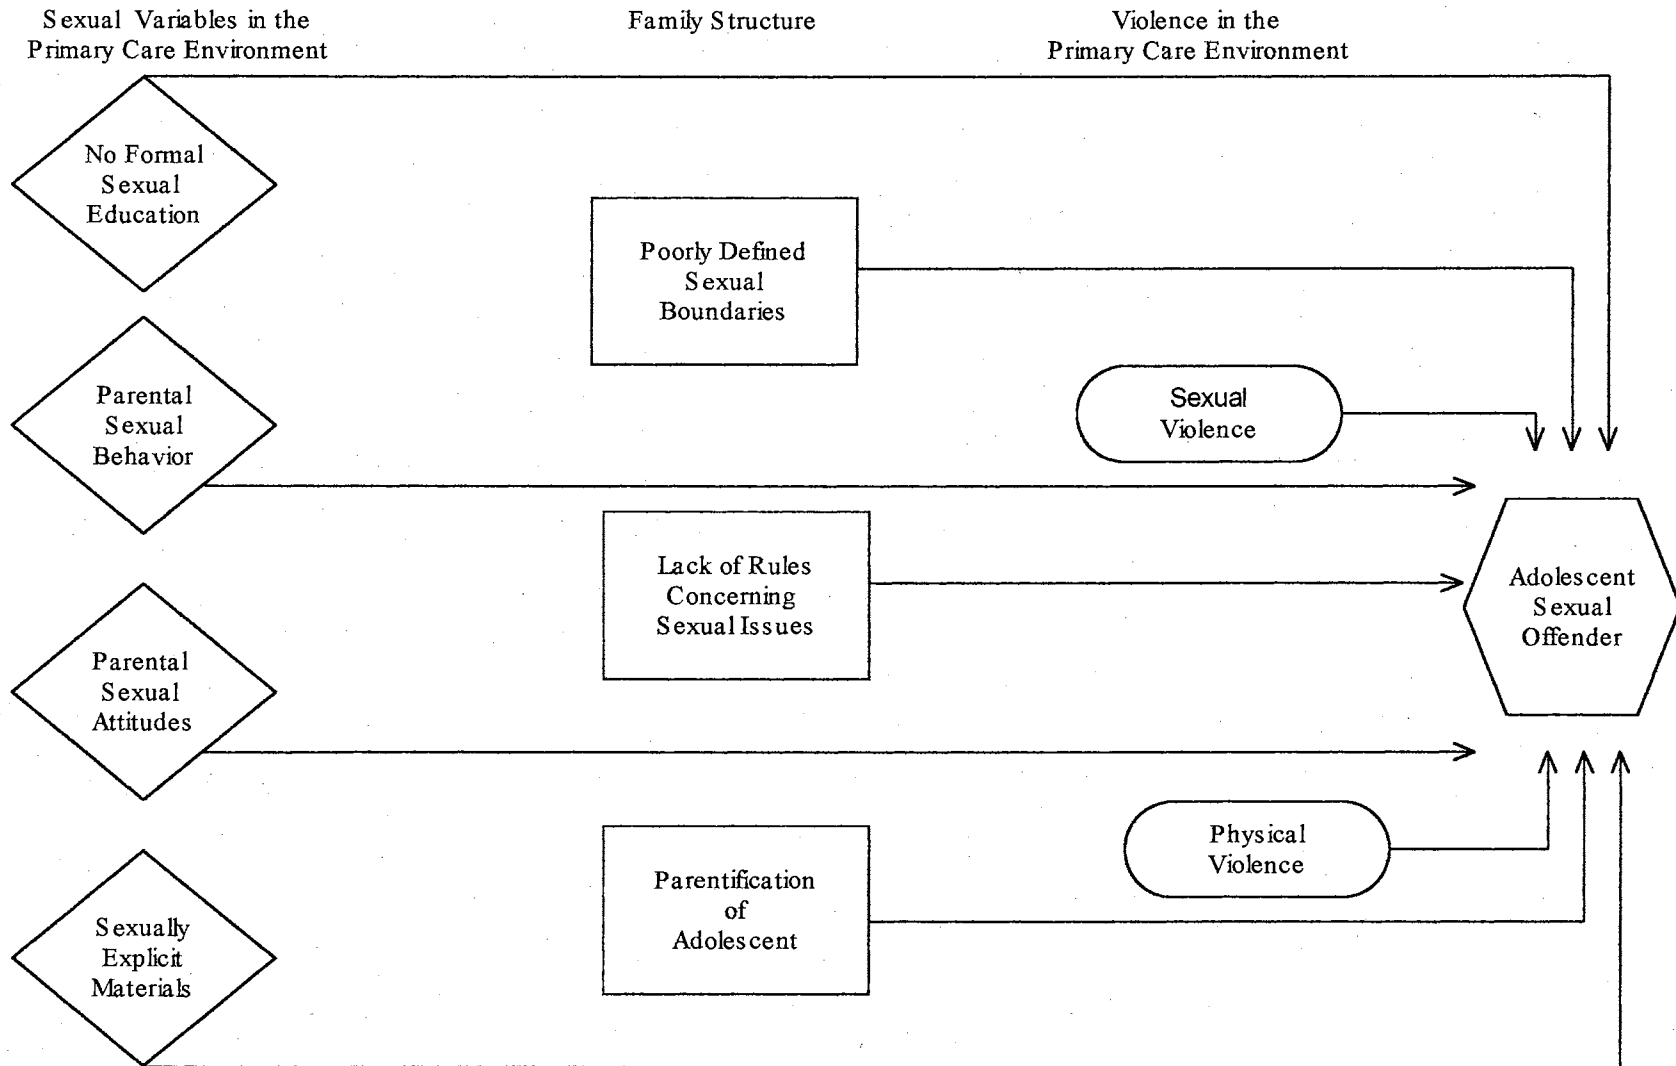 Sexual Variables in the
Primary Care Environment
Family Structure
Violence in the
Primary Care Environment
No Formal
Sexual
Education
Poorly Defined
Sexual
Boundaries
Parental
Sexual
Behavior
Sexual
Violence
Lack of Rules
Concerning
Sexual Issues
Adolescent
Sexual
Offender
Parental
Sexual
Attitudes
Physical
Violence
Parentification
of
Adolescent
Sexually
Explicit
Materials